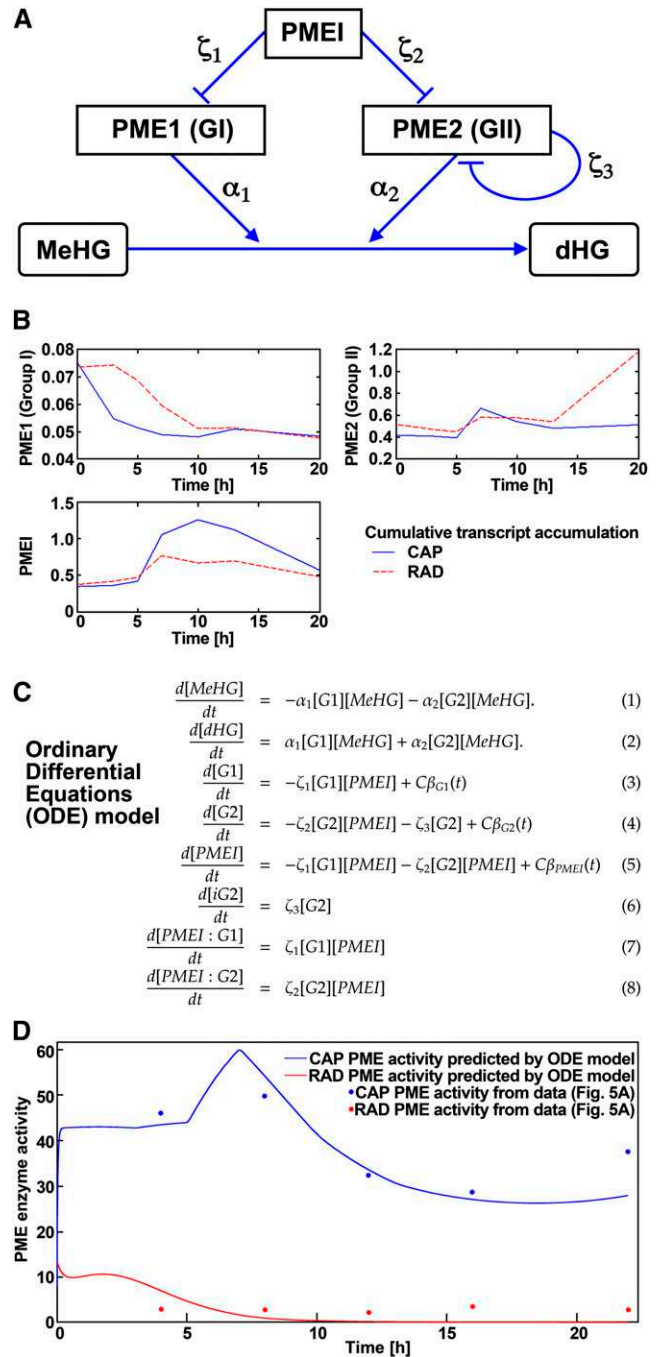 A
PMEI
ζ1
ζ2
PME1 (GI)
PME2 (GII)
ζ3
α1
α2
MeHG
dHG
B
PME1 (Group I)
0.08
0.07
0.06
0.05
0.04
0 5 10 15 20
Time [h]
PME2 (Group II)
1.2
1.0
0.8
0.6
0.4
0.2
0 5 10 15 20
Time [h]
PMEI
1.5
1.0
0.5
0
0 5 10 15 20
Time [h]
Cumulative transcript accumulation
CAP
RAD
C
Ordinary
Differential
Equations
(ODE) model
d[MeHG]/dt = −α1[G1][MeHG] − α2[G2][MeHG]. (1)
d[dHG]/dt = α1[G1][MeHG] + α2[G2][MeHG]. (2)
d[G1]/dt = −ζ1[G1][PMEI] + CβG1(t) (3)
d[G2]/dt = −ζ2[G2][PMEI] − ζ3[G2] + CβG2(t) (4)
d[PMEI]/dt = −ζ1[G1][PMEI] − ζ2[G2][PMEI] + CβPMEI(t) (5)
d[iG2]/dt = ζ3[G2] (6)
d[PMEI : G1]/dt = ζ1[G1][PMEI] (7)
d[PMEI : G2]/dt = ζ2[G2][PMEI] (8)
D
PME enzyme activity
60
50
40
30
20
10
0
0 5 10 15 20
Time [h]
CAP PME activity predicted by ODE model
RAD PME activity predicted by ODE model
CAP PME activity from data (Fig. 5A)
RAD PME activity from data (Fig. 5A)